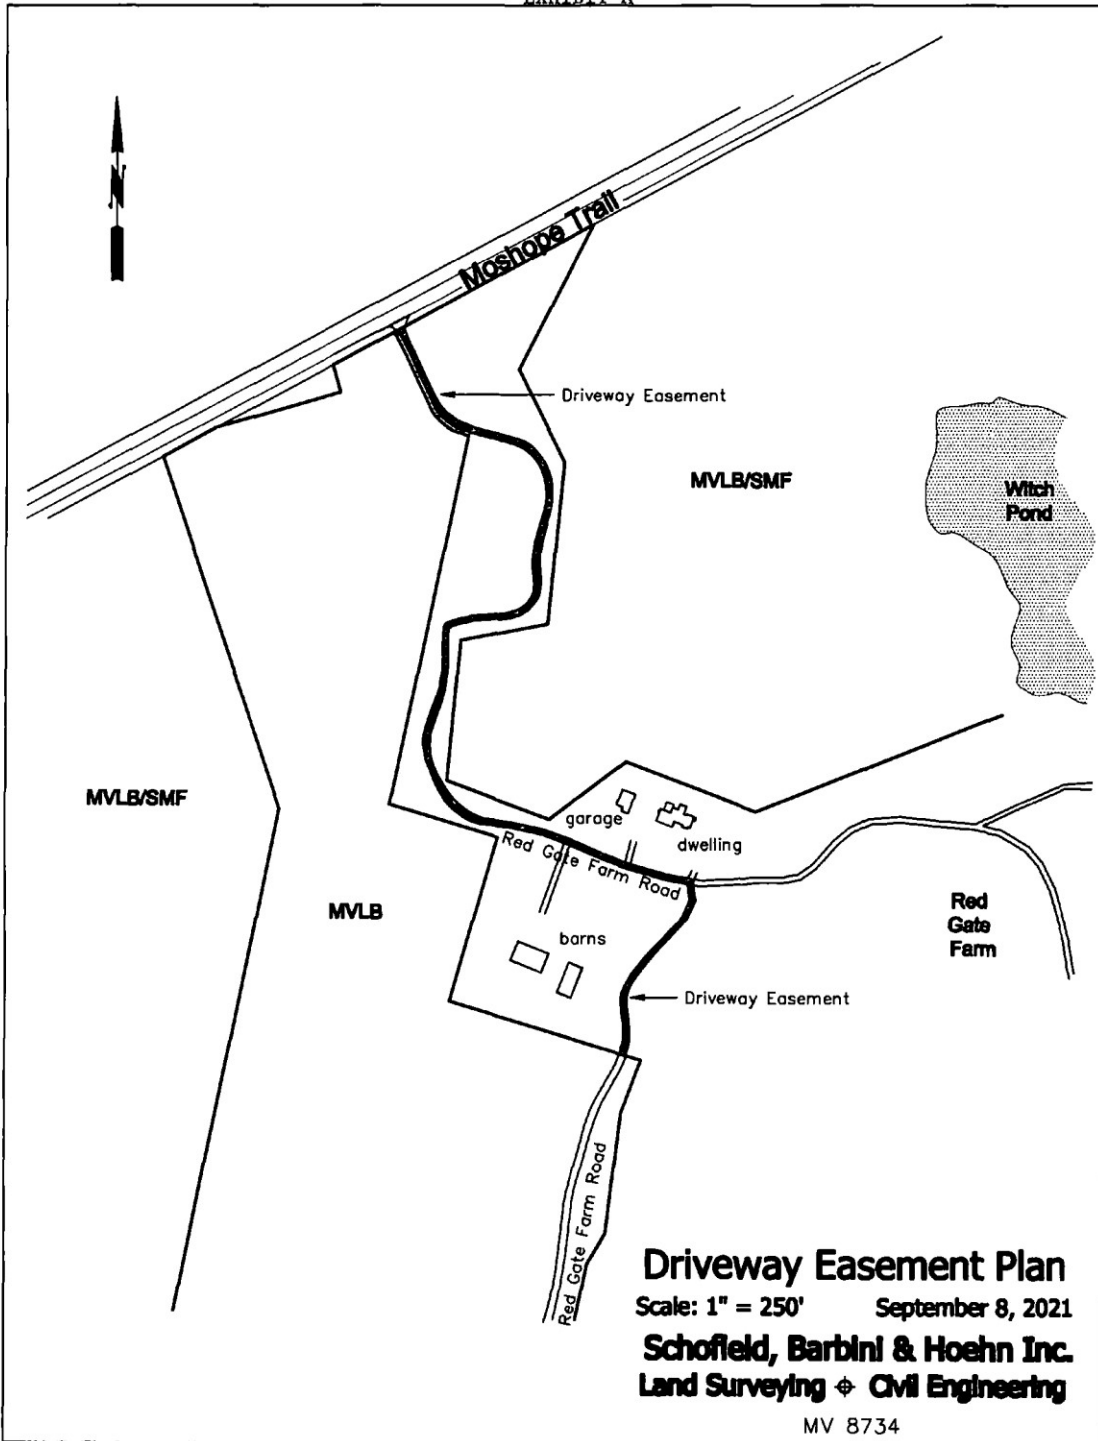 EXHIBIT A
N
Moshope Trail
Driveway Easement
MVLB/SMF
Witch
Pond
MVLB/SMF
garage
dwelling
Red Gate Farm Road
MVLB
Red
Gate
Farm
barns
Driveway Easement
Red Gate Farm Road
Driveway Easement Plan
Scale: 1" = 250' September 8, 2021
Schofield, Barbini & Hoehn Inc.
Land Surveying ⌖ Civil Engineering
MV 8734